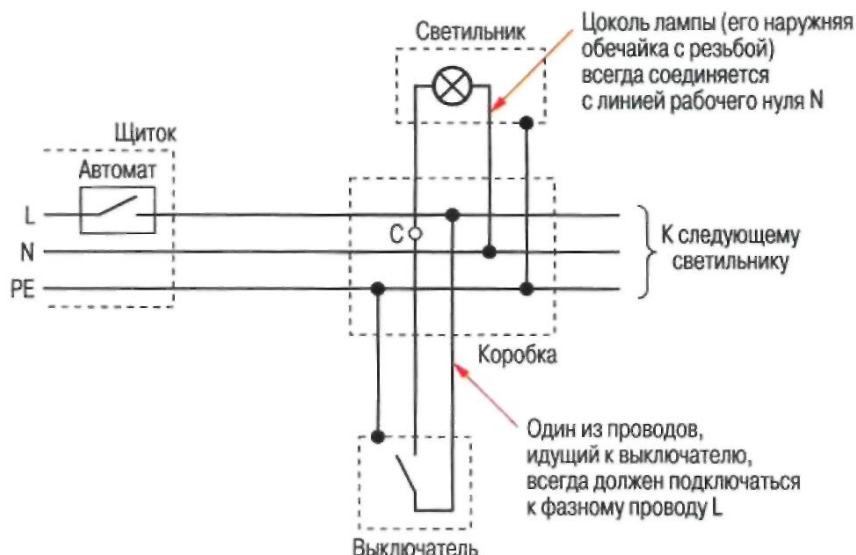 Светильник
Цоколь лампы (его наружняя
обечайка с резьбой)
всегда соединяется
с линией рабочего нуля N
Щиток
Автомат
L
N
PE
C
К следующему
светильнику
Коробка
Один из проводов,
идущий к выключателю,
всегда должен подключаться
к фазному проводу L
Выключатель